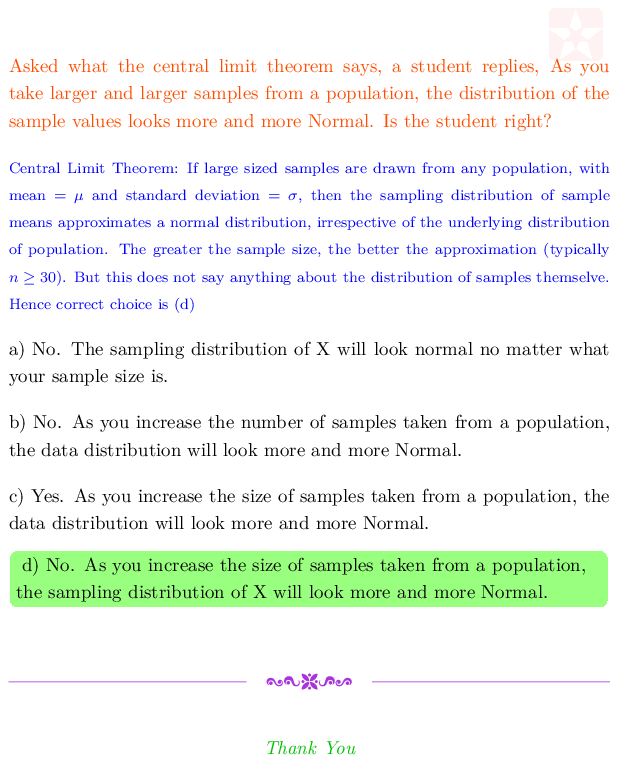 Asked what the central limit theorem says, a student replies, As you
take larger and larger samples from a population, the distribution of the
sample values looks more and more Normal. Is the student right?
Central Limit Theorem: If large sized samples are drawn from any population, with
mean = μ and standard deviation = σ, then the sampling distribution of sample
means approximates a normal distribution, irrespective of the underlying distribution
of population. The greater the sample size, the better the approximation (typically
n ≥ 30). But this does not say anything about the distribution of samples themselve.
Hence correct choice is (d)
a) No. The sampling distribution of X will look normal no matter what
your sample size is.
b) No. As you increase the number of samples taken from a population,
the data distribution will look more and more Normal.
c) Yes. As you increase the size of samples taken from a population, the
data distribution will look more and more Normal.
d) No. As you increase the size of samples taken from a population,
the sampling distribution of X will look more and more Normal.
Thank You